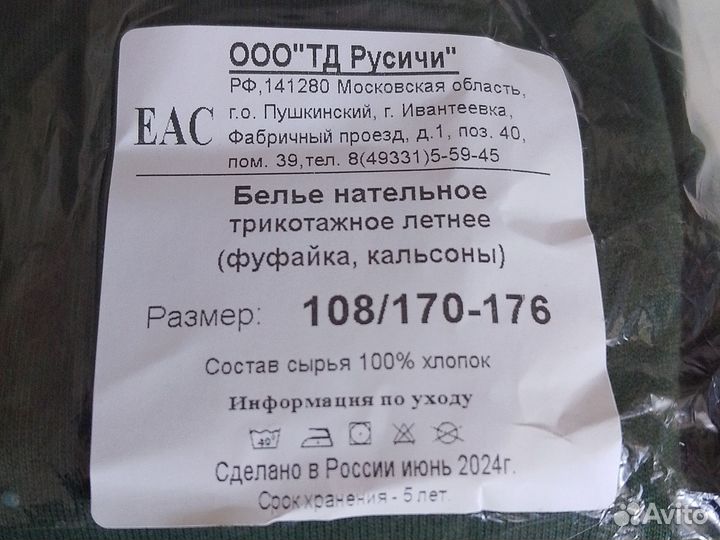 ООО"ТД Русичи"
РФ,141280 Московская область,
г.о. Пушкинский, г. Ивантеевка,
ЕАС
Фабричный проезд, д.1, поз. 40,
пом. 39,тел. 8(49331)5-59-45
Белье нательное
трикотажное летнее
(фуфайка, кальсоны)
Размер: 108/170-176
Состав сырья 100% хлопок
Информация по уходу
40°
Сделано в России июнь 2024г.
Срок хранения - 5 лет.
Avito